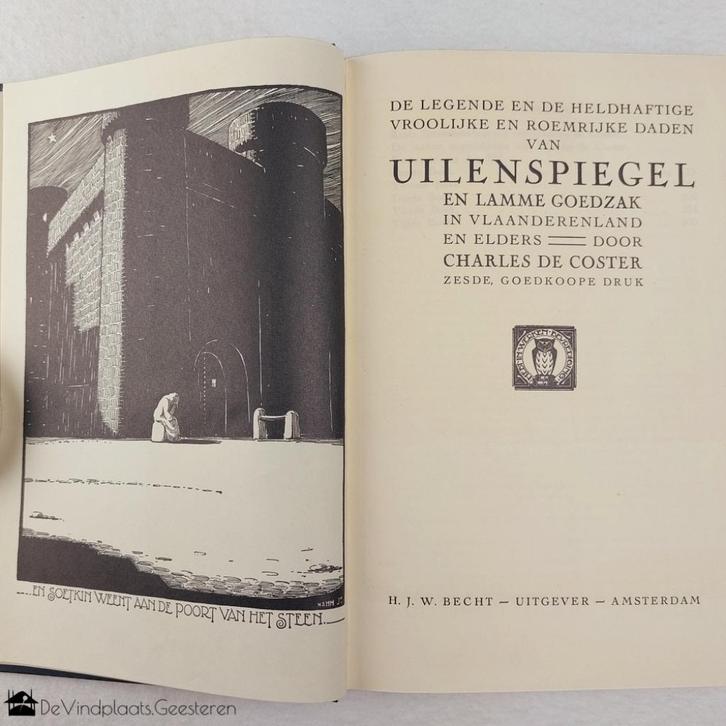 ...EN SOETKIN WEENT AAN DE POORT VAN HET STEEN...
DE LEGENDE EN DE HELDHAFTIGE
VROOLIJKE EN ROEMRIJKE DADEN
VAN
UILENSPIEGEL
EN LAMME GOEDZAK
IN VLAANDERENLAND
EN ELDERS DOOR
CHARLES DE COSTER
ZESDE, GOEDKOOPE DRUK
H. J. W. BECHT – UITGEVER – AMSTERDAM
DeVindplaats.Geesteren